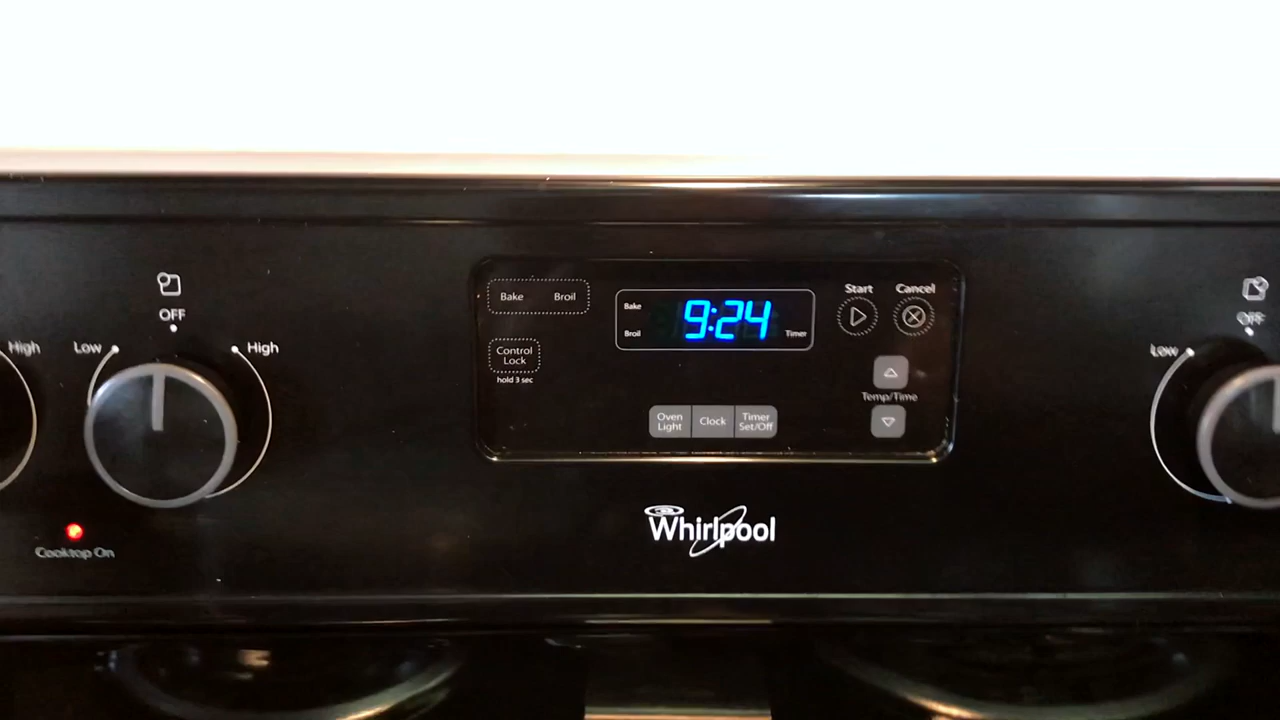 OFF
High
Low
High
Cooktop On
Bake Broil
Control
Lock
hold 3 sec
Bake
Broil
9:24
Timer
Start
Cancel
Temp/Time
Oven
Light
Clock
Timer
Set/Off
Whirlpool
OFF
Low